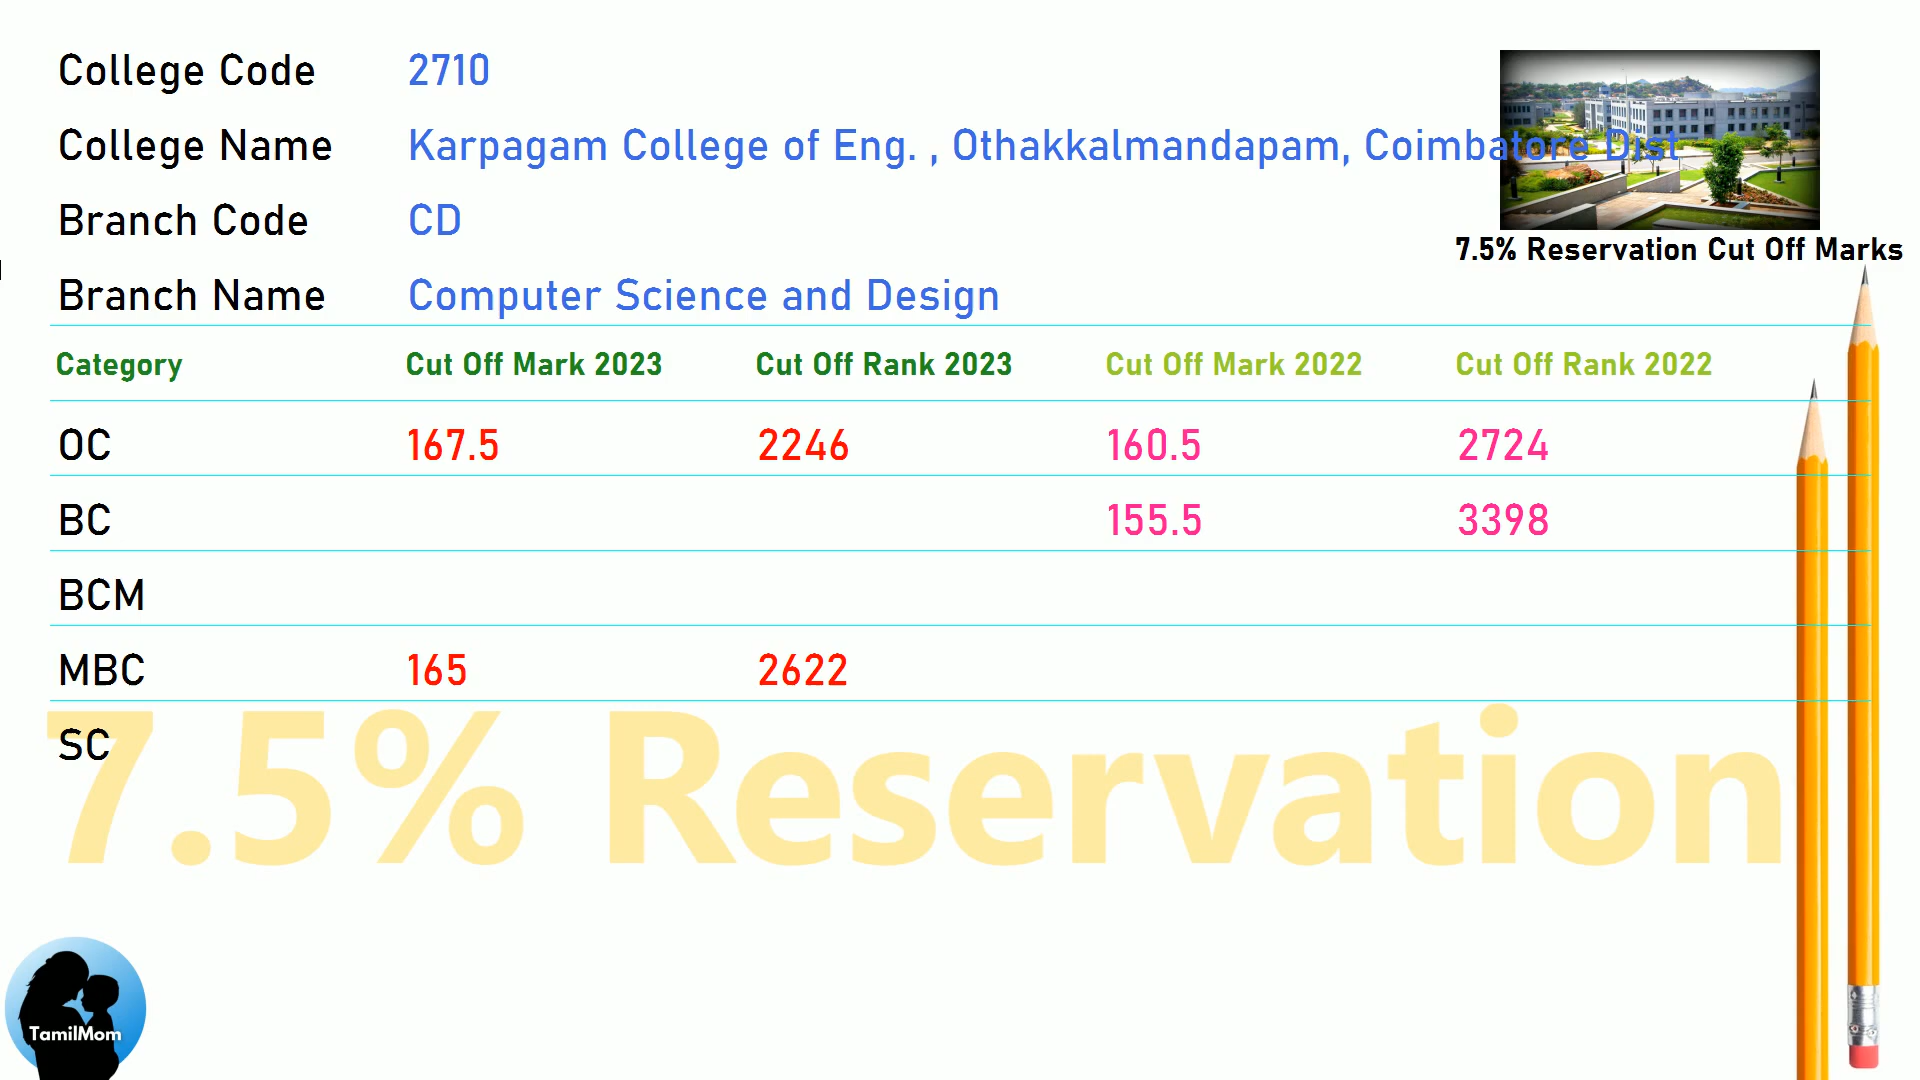 College Code 2710
College Name Karpagam College of Eng. , Othakkalmandapam, Coimbatore Dist
Branch Code CD
7.5% Reservation Cut Off Marks
Branch Name Computer Science and Design
Category Cut Off Mark 2023 Cut Off Rank 2023 Cut Off Mark 2022 Cut Off Rank 2022
OC 167.5 2246 160.5 2724
BC 155.5 3398
BCM
MBC 165 2622
SC
7.5% Reservation
TamilMom